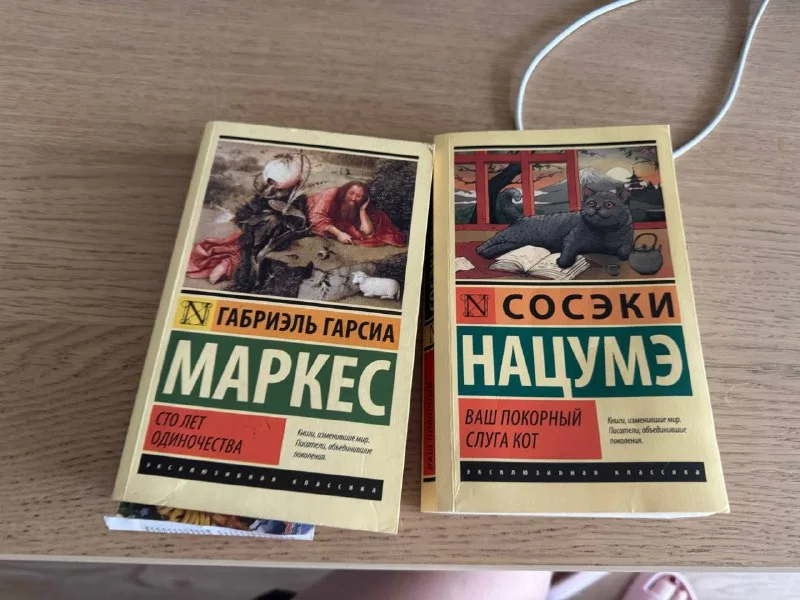 N ГАБРИЭЛЬ ГАРСИА
МАРКЕС
СТО ЛЕТ
ОДИНОЧЕСТВА
Книги, изменившие мир.
Писатели, объединившие
поколения.
эксклюзивная классика
N СОСЭКИ
НАЦУМЭ
ВАШ ПОКОРНЫЙ
СЛУГА КОТ
Книги, изменившие мир.
Писатели, объединившие
поколения.
эксклюзивная классика